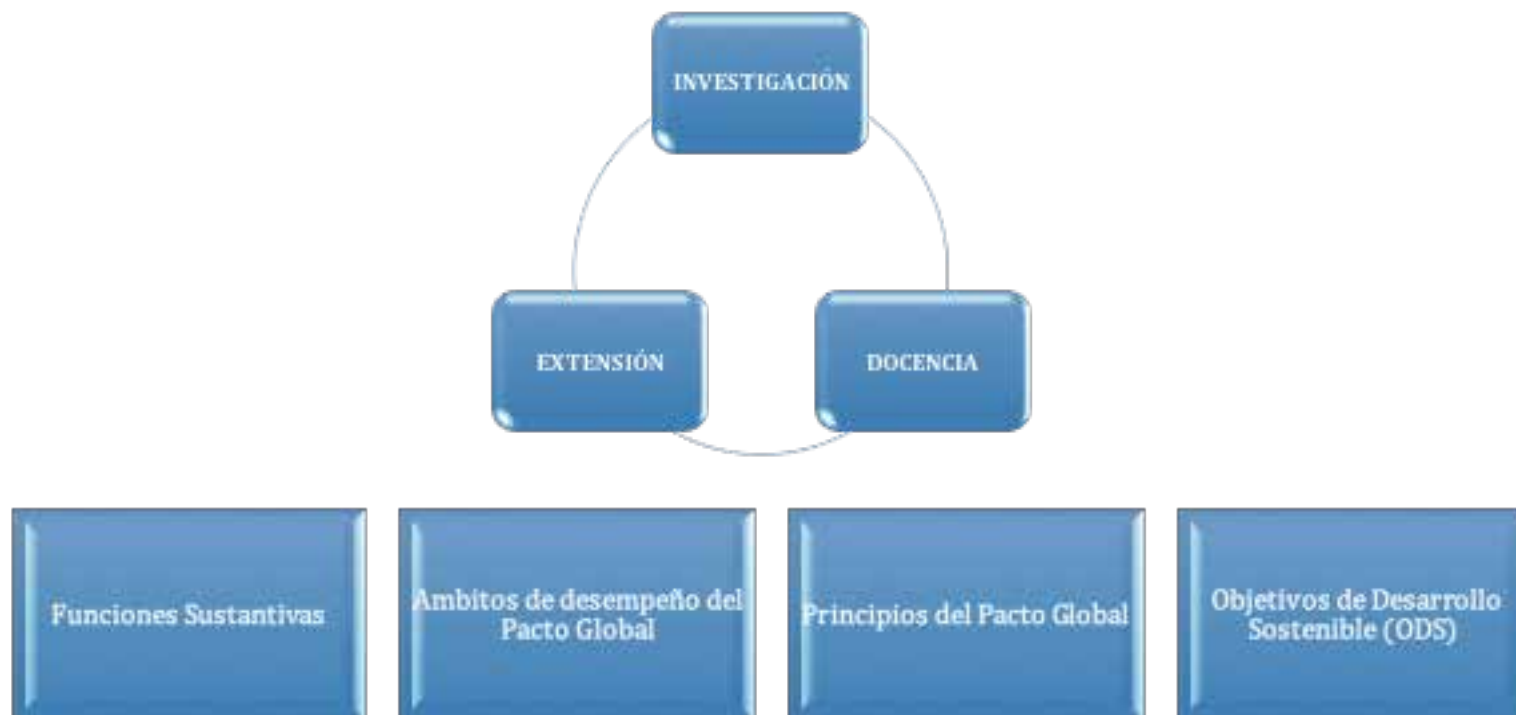 INVESTIGACIÓN
EXTENSIÓN
DOCENCIA
Funciones Sustantivas
Ambitos de desempeño del
Pacto Global
Principios del Pacto Global
Objetivos de Desarrollo
Sostenible (ODS)